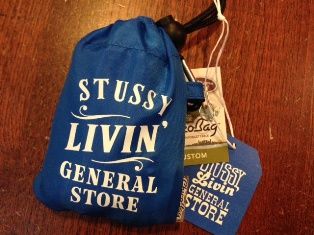 STUSSY
LIVIN'
GENERAL
STORE
Bag
CUSTOM
STUSSY
Livin'
GENERAL
STORE